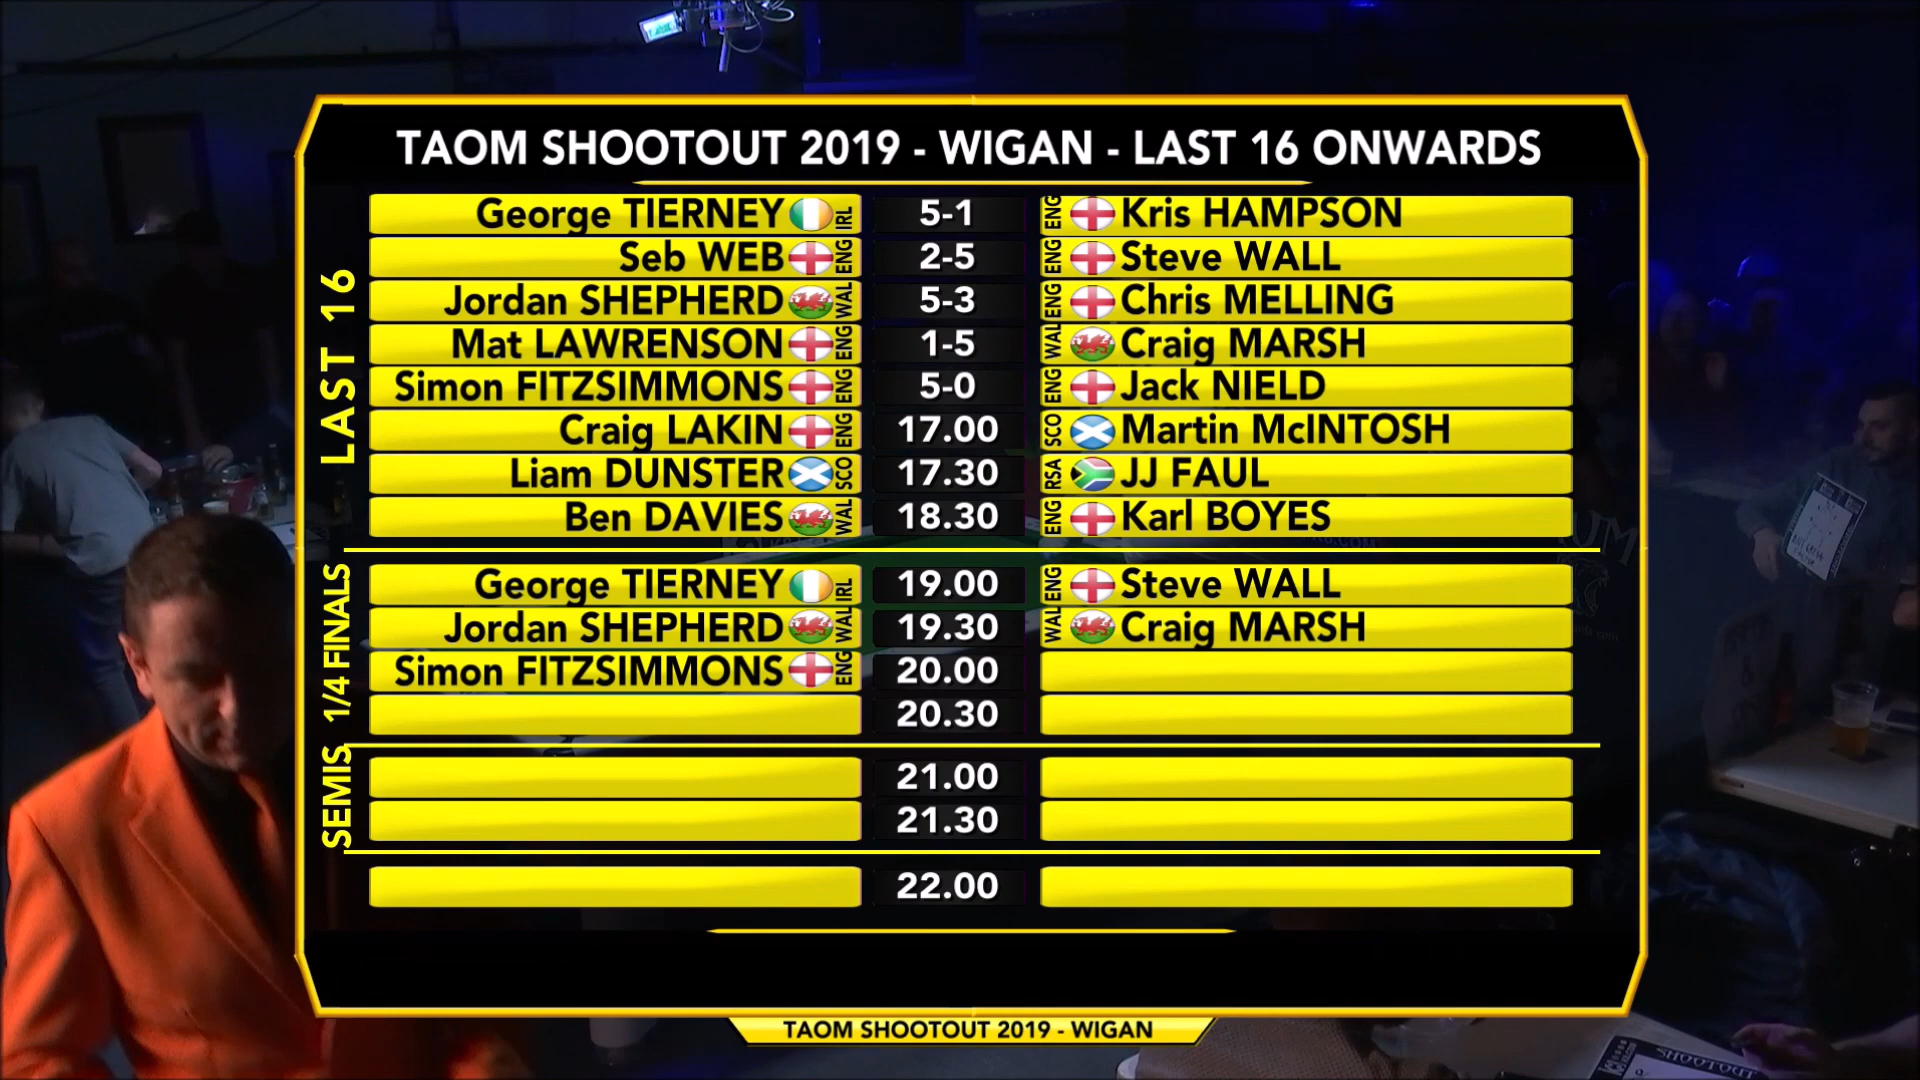 TAOM SHOOTOUT 2019 - WIGAN - LAST 16 ONWARDS
LAST 16
George TIERNEY IRL 5-1 ENG Kris HAMPSON
Seb WEB ENG 2-5 ENG Steve WALL
Jordan SHEPHERD WAL 5-3 ENG Chris MELLING
Mat LAWRENSON ENG 1-5 WAL Craig MARSH
Simon FITZSIMMONS ENG 5-0 ENG Jack NIELD
Craig LAKIN ENG 17.00 SCO Martin McINTOSH
Liam DUNSTER SCO 17.30 RSA JJ FAUL
Ben DAVIES WAL 18.30 ENG Karl BOYES
1/4 FINALS
George TIERNEY IRL 19.00 ENG Steve WALL
Jordan SHEPHERD WAL 19.30 WAL Craig MARSH
Simon FITZSIMMONS ENG 20.00
20.30
SEMIS
21.00
21.30
22.00
TAOM SHOOTOUT 2019 - WIGAN
SHOOTOUT